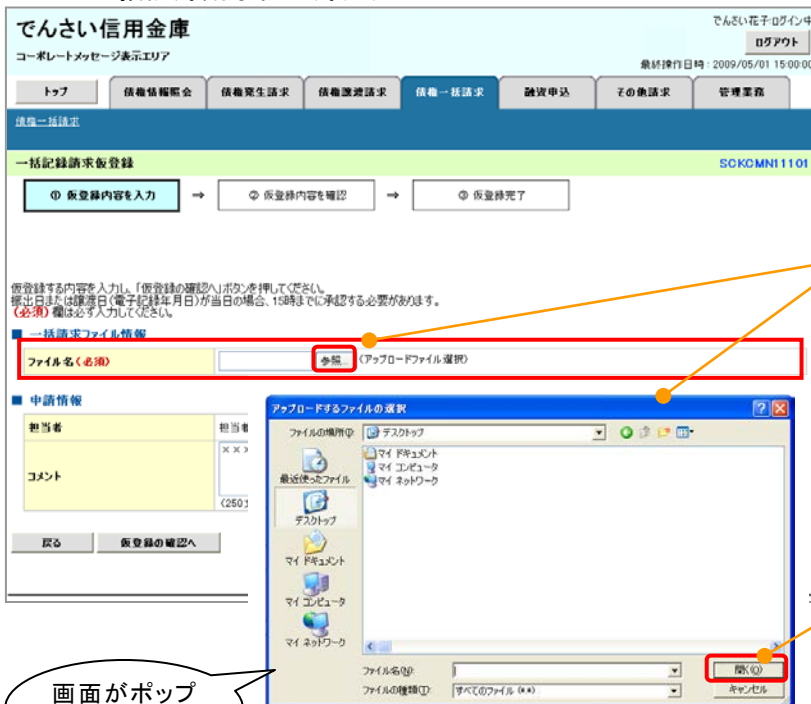 でんさい信用金庫
でんさい花子:ログイン中
ログアウト
コーポレートメッセージ表示エリア
最終操作日時:2009/05/01 15:00:00
トップ
債権情報照会
債権発生請求
債権譲渡請求
債権一括請求
融資申込
その他請求
管理業務
債権一括請求
一括記録請求仮登録
SCKCMN11101
① 仮登録内容を入力
⇒
② 仮登録内容を確認
⇒
③ 仮登録完了
仮登録する内容を入力し、「仮登録の確認へ」ボタンを押してください。
振出日または譲渡日(電子記録年月日)が当日の場合、15時までに承認する必要があります。
(必須)欄は必ず入力してください。
■ 一括請求ファイル情報
ファイル名(必須)
参照...
(アップロードファイル選択)
■ 申請情報
担当者
担当者
コメント
×××
(250文
戻る
仮登録の確認へ
アップロードするファイルの選択
ファイルの場所(I):
デスクトップ
マイ ドキュメント
マイ コンピュータ
マイ ネットワーク
最近使ったファイル
デスクトップ
マイ ドキュメント
マイ コンピュータ
マイ ネットワーク
ファイル名(N):
開く(O)
ファイルの種類(T):
すべてのファイル (*.*)
キャンセル
画面がポップ